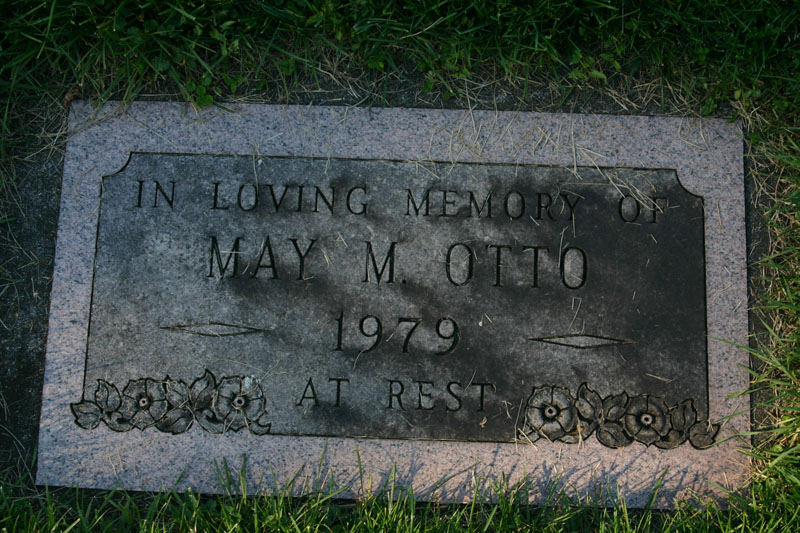 IN LOVING MEMORY OF
MAY M. OTTO
1979
AT REST